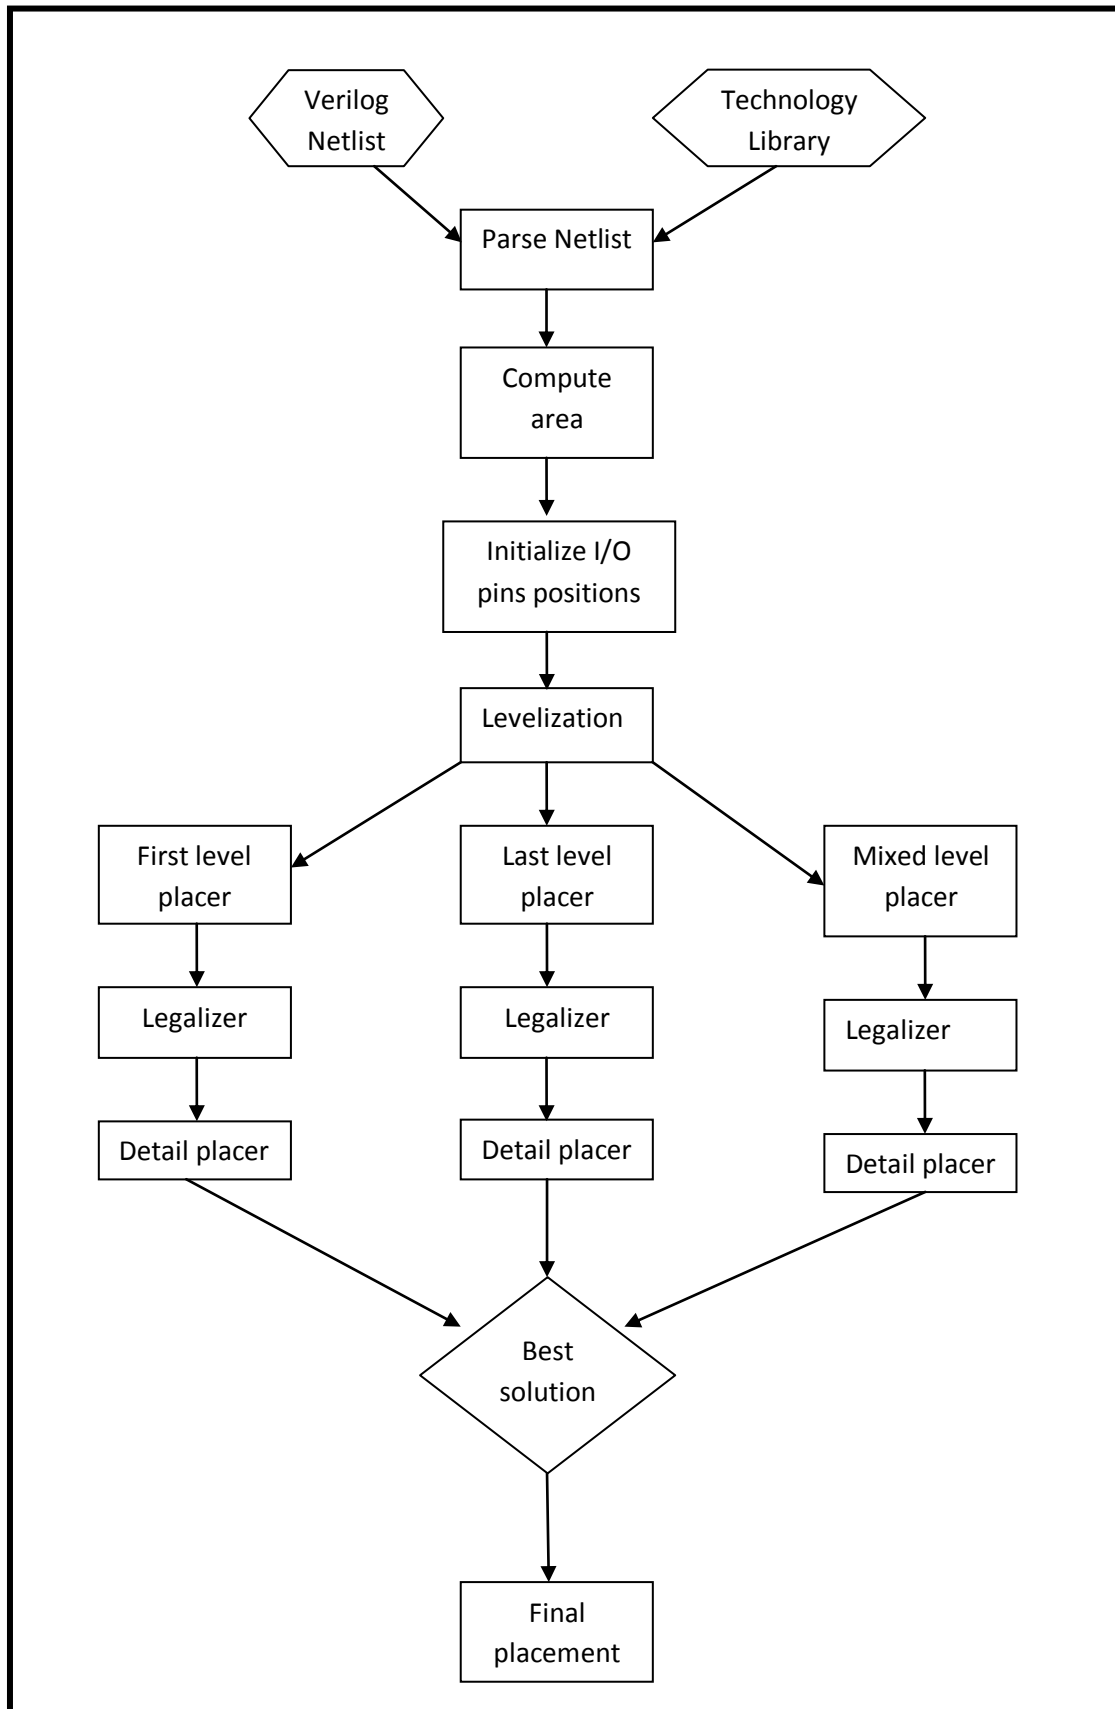 Verilog
Netlist
Technology
Library
Parse Netlist
Compute
area
Initialize I/O
pins positions
Levelization
First level
placer
Last level
placer
Mixed level
placer
Legalizer
Legalizer
Legalizer
Detail placer
Detail placer
Detail placer
Best
solution
Final
placement